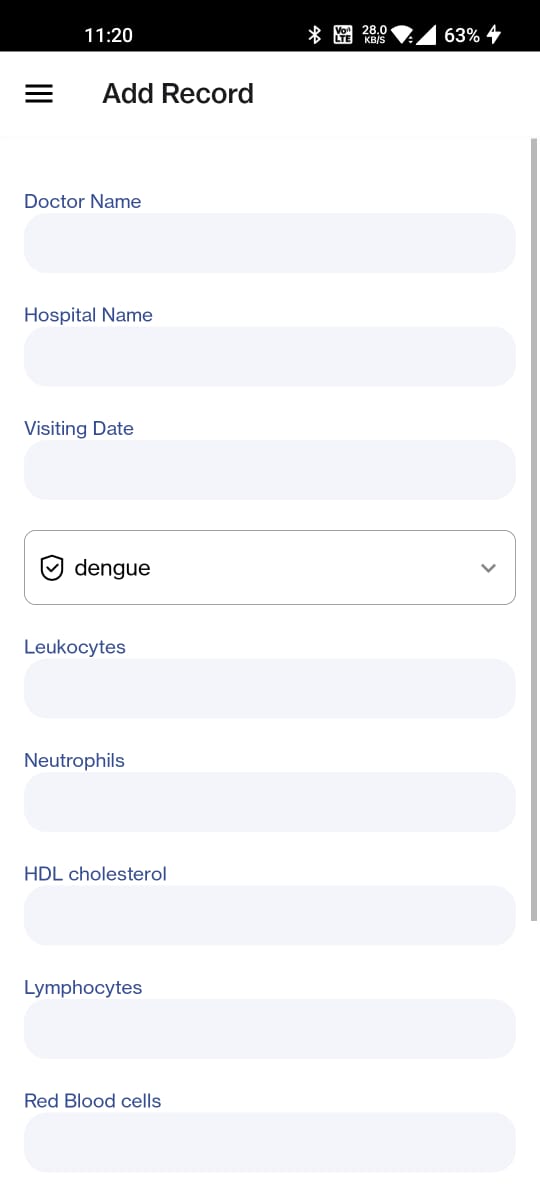 11:20
Vo)) LTE 28.0 KB/S 63%
Add Record
Doctor Name
Hospital Name
Visiting Date
dengue
Leukocytes
Neutrophils
HDL cholesterol
Lymphocytes
Red Blood cells